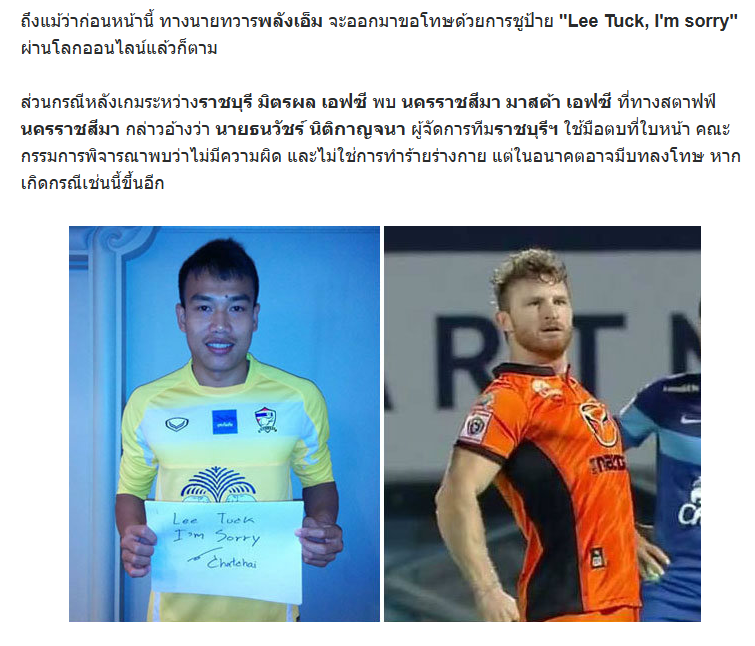 ถึงแม้ว่าก่อนหน้านี้ ทางนายทวารพลังเอ็ม จะออกมาขอโทษด้วยการชูป้าย "Lee Tuck, I'm sorry"
ผ่านโลกออนไลน์แล้วก็ตาม
ส่วนกรณีหลังเกมระหว่างราชบุรี มิตรผล เอฟซี พบ นครราชสีมา มาสด้า เอฟซี ที่ทางสตาฟฟ์
นครราชสีมา กล่าวอ้างว่า นายธนวัชร์ นิติกาญจนา ผู้จัดการทีมราชบุรีฯ ใช้มือตบที่ใบหน้า คณะ
กรรมการพิจารณาพบว่าไม่มีความผิด และไม่ใช่การทำร้ายร่างกาย แต่ในอนาคตอาจมีบทลงโทษ หาก
เกิดกรณีเช่นนี้ขึ้นอีก
Lee Tuck
I'm Sorry
Chatchai
ART